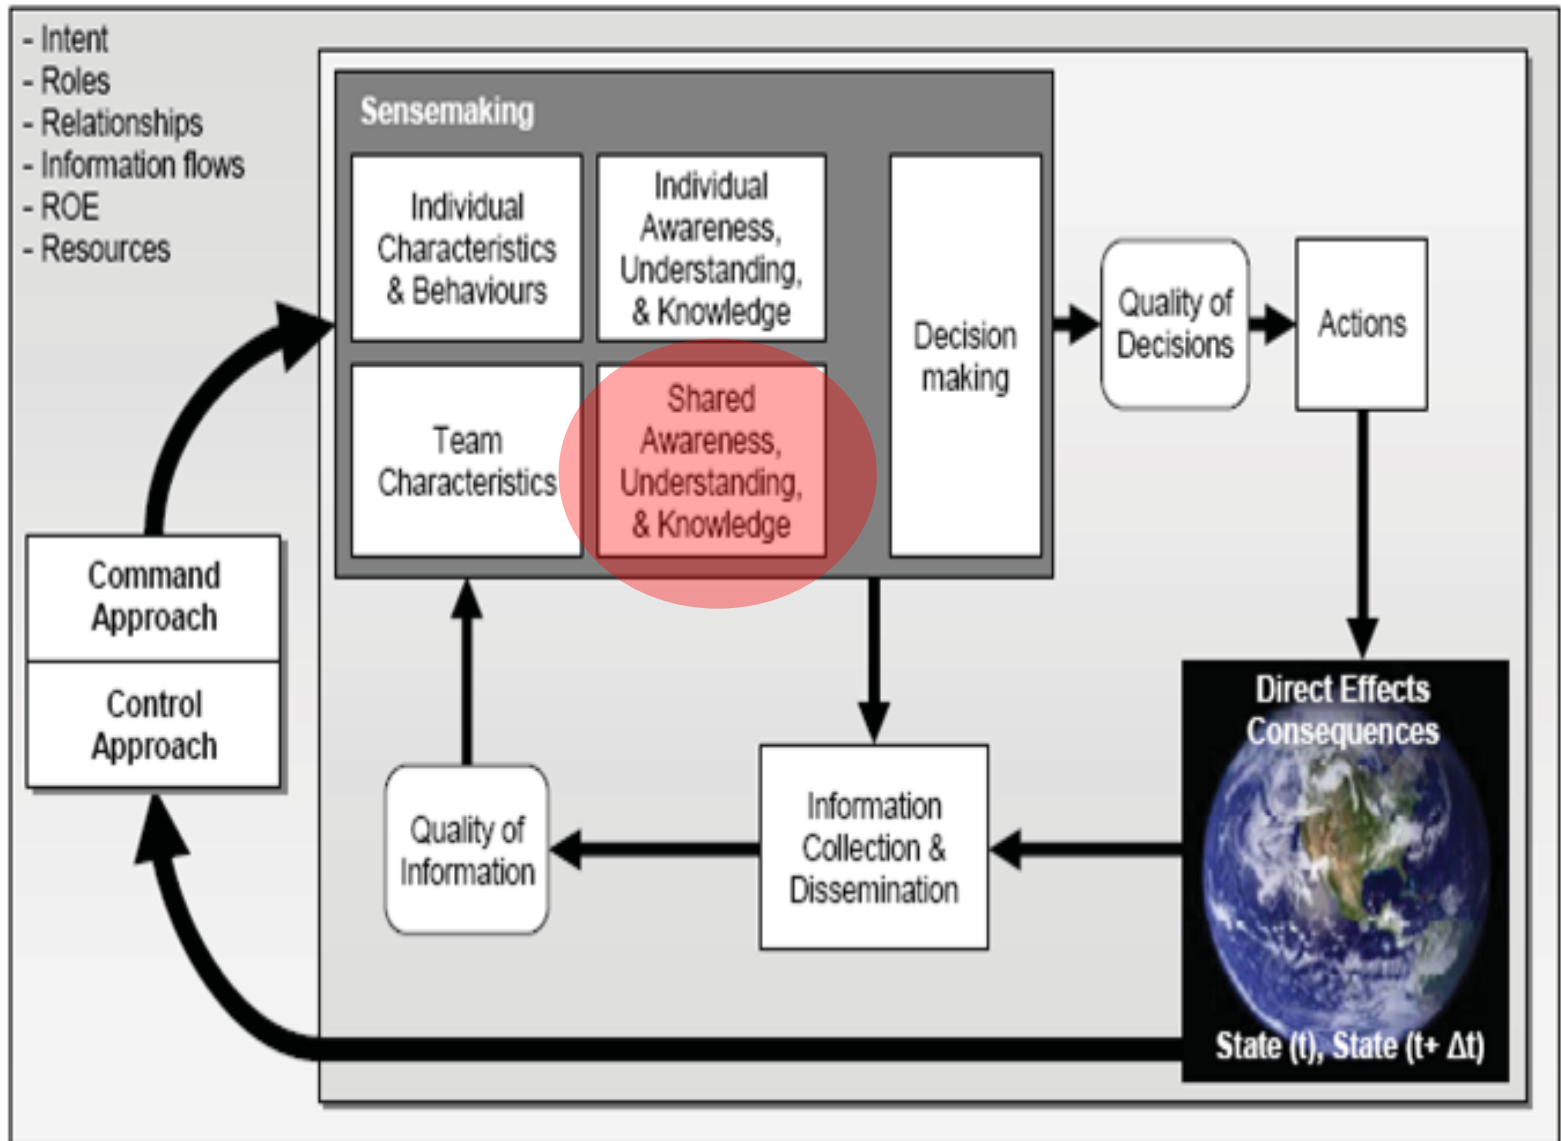 - Intent
- Roles
- Relationships
- Information flows
- ROE
- Resources
Sensemaking
Individual
Characteristics
& Behaviours
Individual
Awareness,
Understanding,
& Knowledge
Team
Characteristics
Shared
Awareness,
Understanding,
& Knowledge
Decision
making
Quality of
Decisions
Actions
Command
Approach
Control
Approach
Quality of
Information
Information
Collection &
Dissemination
Direct Effects
Consequences
State (t), State (t+ Δt)